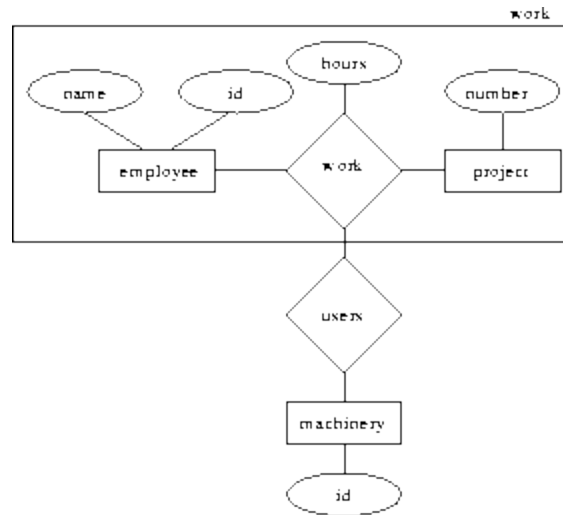 work
hours
name
id
number
employee
work
project
users
machinery
id